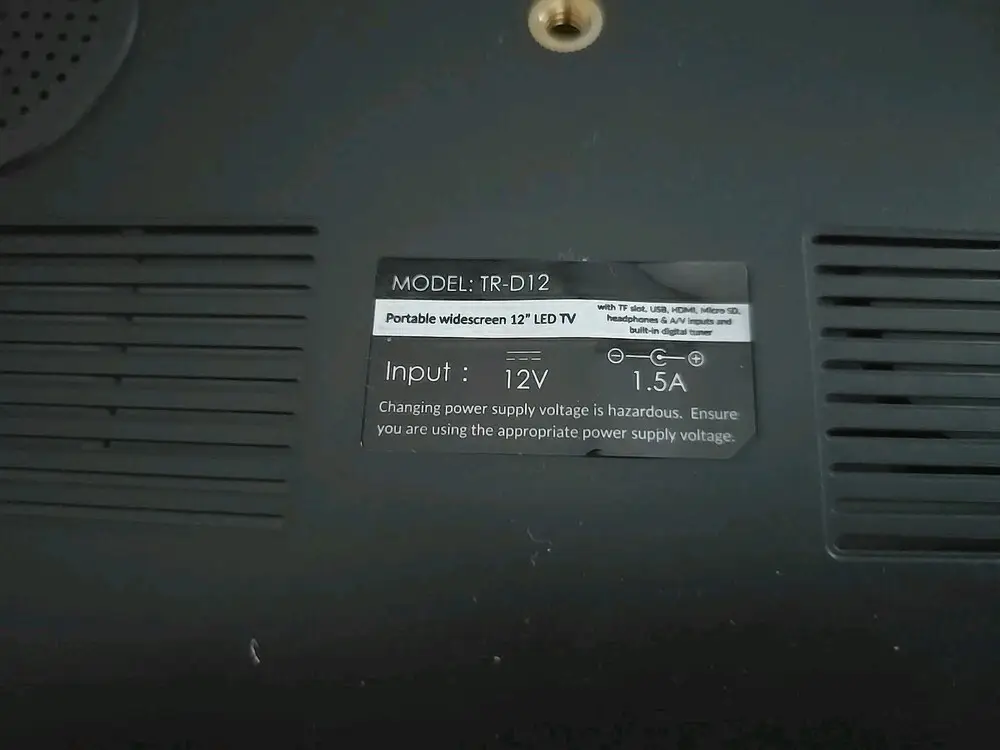 MODEL: TR-D12
Portable widescreen 12" LED TV
with TF slot, USB, HDMI, Micro SD,
headphones & A/V inputs and
built-in digital tuner
Input : 12V 1.5A
Changing power supply voltage is hazardous. Ensure
you are using the appropriate power supply voltage.